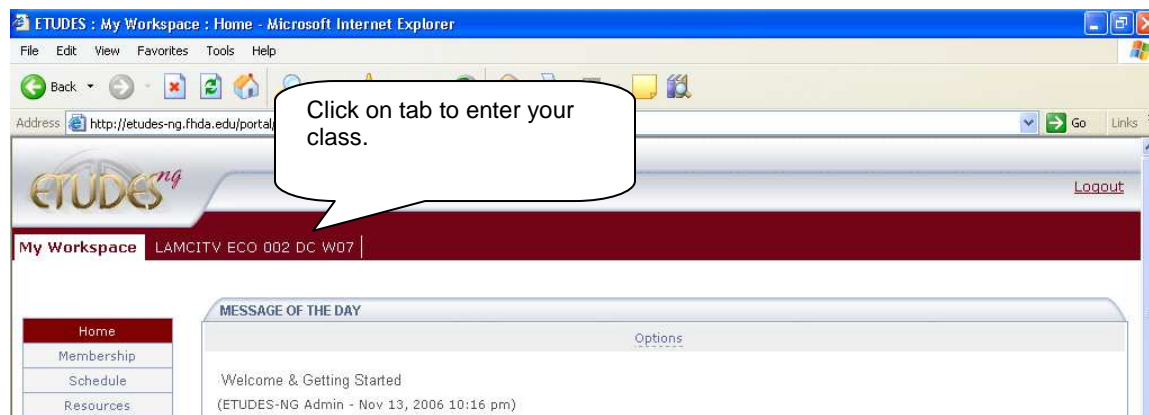 ETUDES : My Workspace : Home - Microsoft Internet Explorer
File Edit View Favorites Tools Help
Back
Click on tab to enter your
class.
Address http://etudes-ng.fhda.edu/portal/ Go Links
ETUDES ng
Logout
My Workspace LAMCITV ECO 002 DC W07
MESSAGE OF THE DAY
Home
Options
Membership
Schedule
Welcome & Getting Started
Resources
(ETUDES-NG Admin - Nov 13, 2006 10:16 pm)